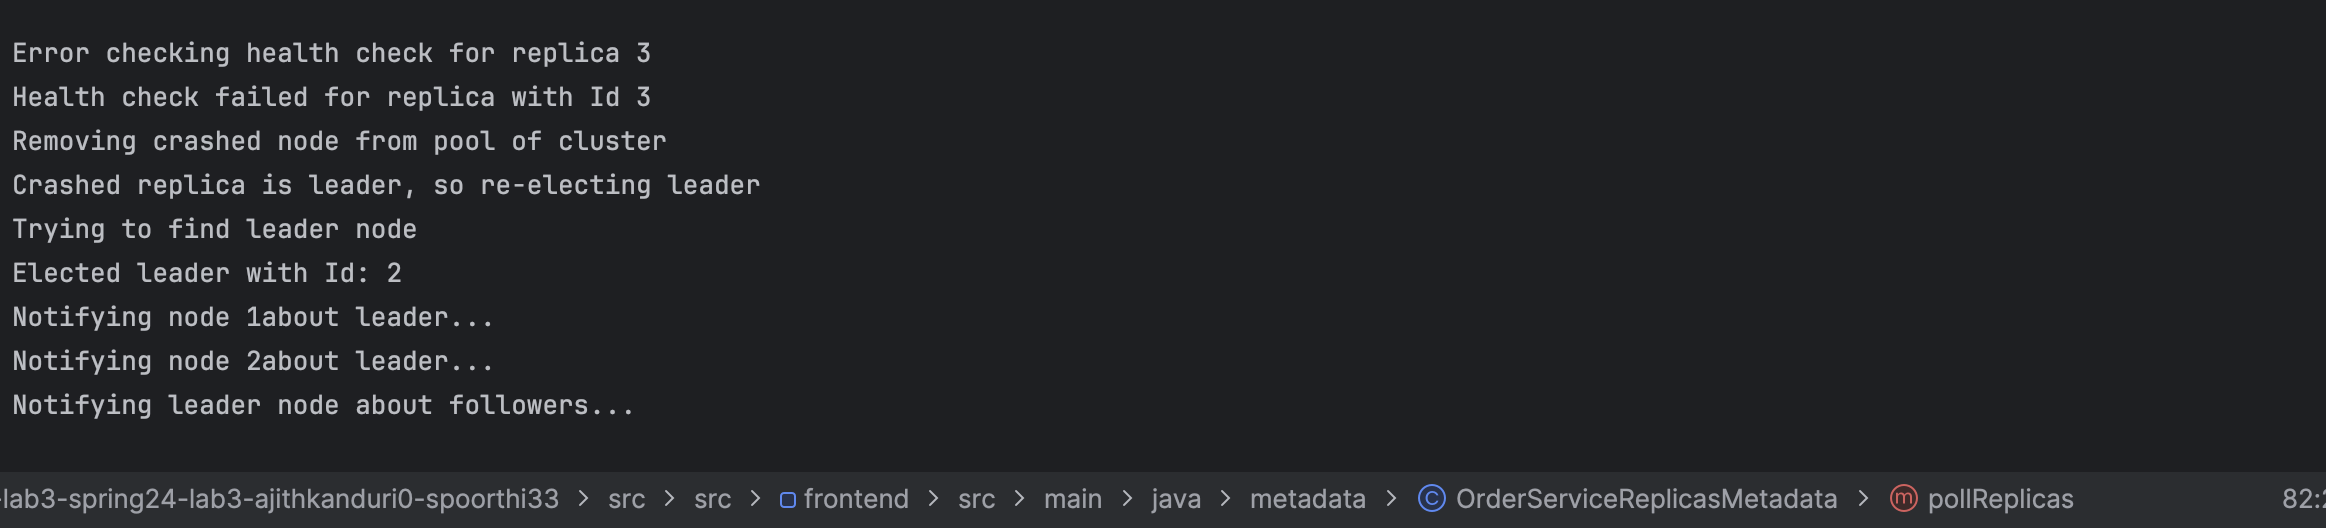 Error checking health check for replica 3
Health check failed for replica with Id 3
Removing crashed node from pool of cluster
Crashed replica is leader, so re-electing leader
Trying to find leader node
Elected leader with Id: 2
Notifying node 1about leader...
Notifying node 2about leader...
Notifying leader node about followers...
-lab3-spring24-lab3-ajithkanduri0-spoorthi33 > src > src > frontend > src > main > java > metadata > C OrderServiceReplicasMetadata > m pollReplicas 82: